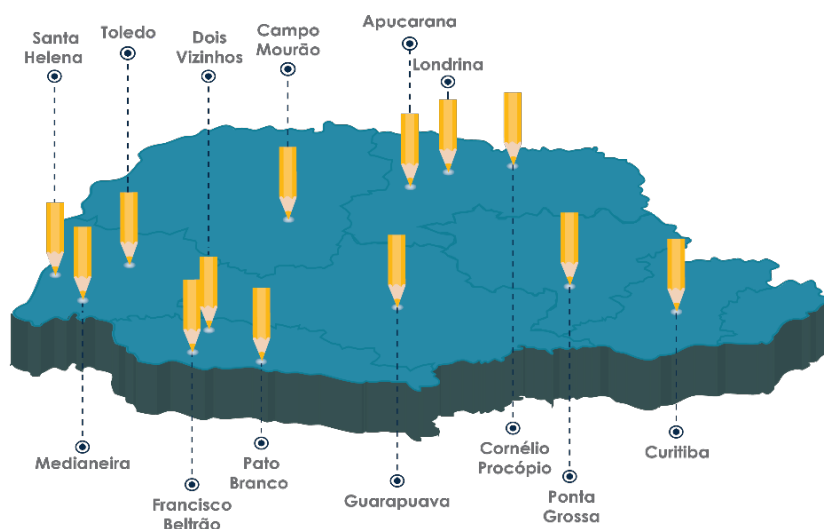 Santa
Helena
Toledo
Dois
Vizinhos
Campo
Mourão
Apucarana
Londrina
Medianeira
Francisco
Beltrão
Pato
Branco
Guarapuava
Cornélio
Procópio
Ponta
Grossa
Curitiba